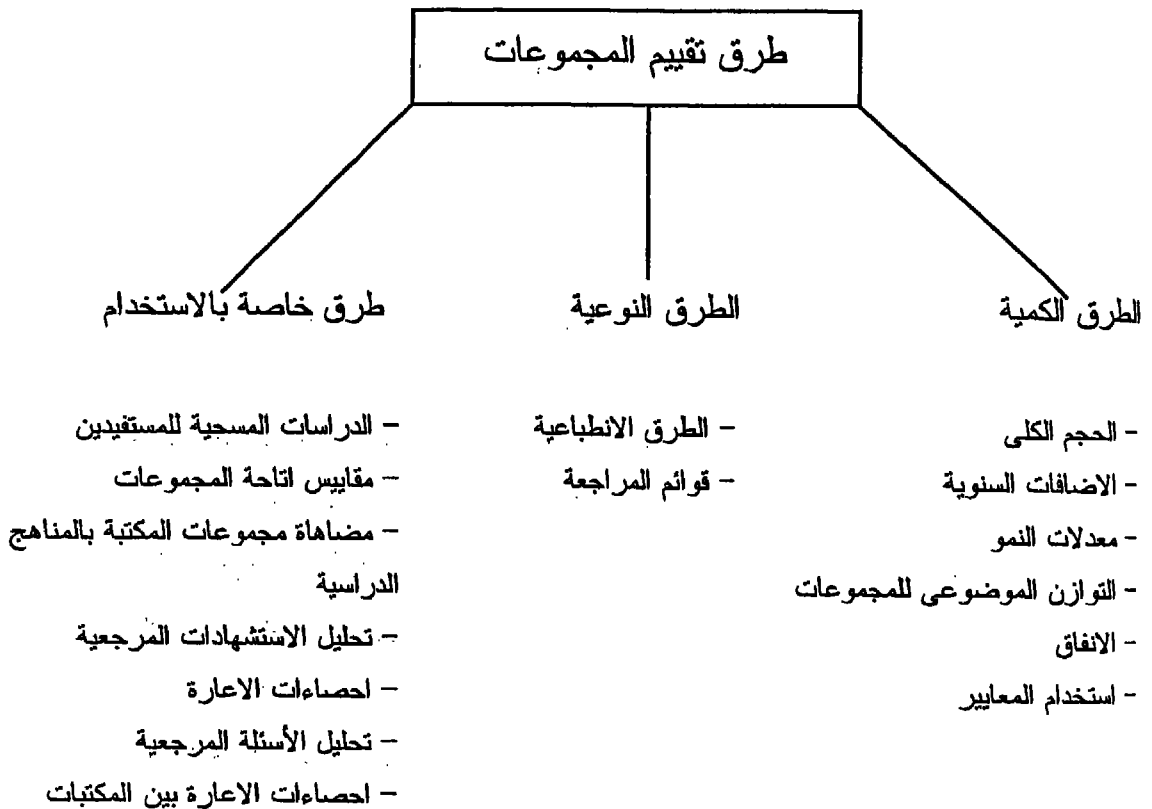 طرق تقييم المجموعات
الطرق الكمية
- الحجم الكلى
- الاضافات السنوية
- معدلات النمو
- التوازن الموضوعى للمجموعات
- الانفاق
- استخدام المعايير
الطرق النوعية
- الطرق الانطباعية
- قوائم المراجعة
طرق خاصة بالاستخدام
- الدراسات المسحية للمستفيدين
- مقاييس اتاحة المجموعات
- مضاهاة مجموعات المكتبة بالمناهج
الدراسية
- تحليل الاستشهادات المرجعية
- احصاءات الاعارة
- تحليل الأسئلة المرجعية
- احصاءات الاعارة بين المكتبات